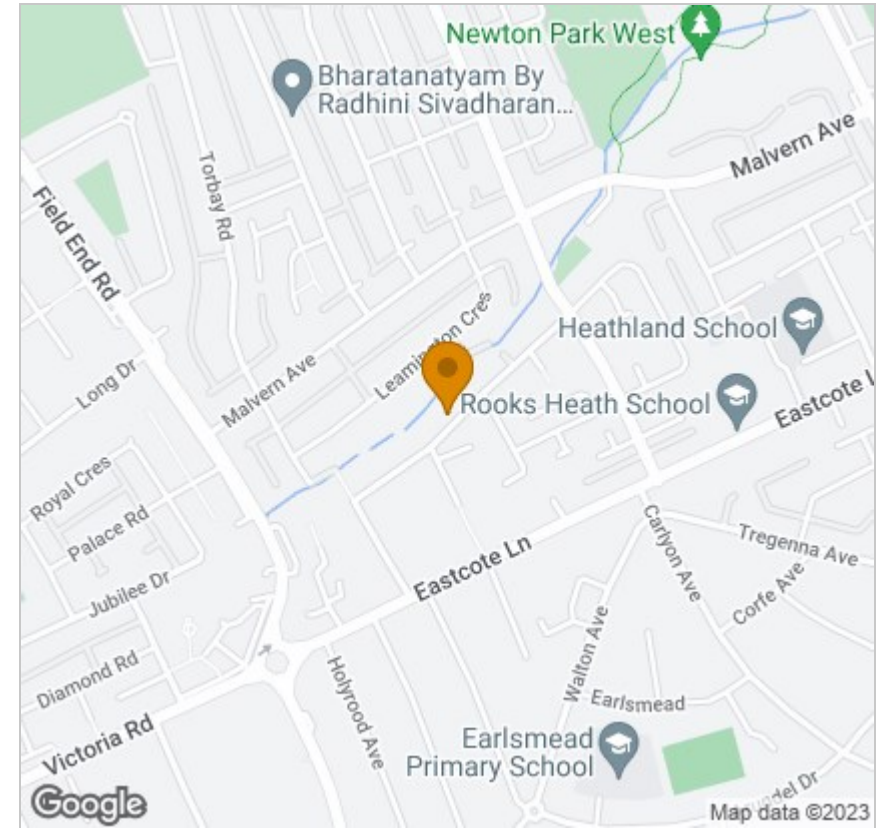 Newton Park West
Bharatanatyam By
Radhini Sivadharan...
Malvern Ave
Torbay Rd
Field End Rd
Leamington Cres
Heathland School
Long Dr
Malvern Ave
Rooks Heath School
Eastcote L
Royal Cres
Palace Rd
Tregenna Ave
Carlyon Ave
Eastcote Ln
Jubilee Dr
Corfe Ave
Walton Ave
Diamond Rd
Holyrood Ave
Earlsmead
Victoria Rd
Earlsmead
Primary School
Google
Map data ©2023